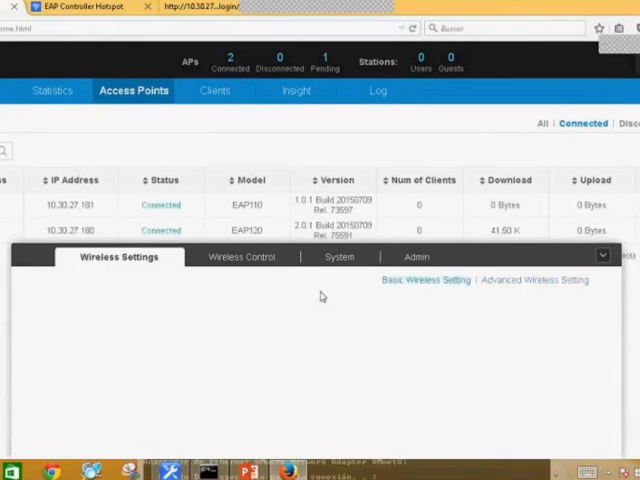 EAP Controller Hotspot
http://10.30.27...login/
ome.html
Buscar
APs 2 0 1 Stations: 0 0
Connected Disconnected Pending Users Guests
Statistics Access Points Clients Insight Log
All | Connected | Disco
ss IP Address Status Model Version Num of Clients Download Upload
10.30.27.181 Connected EAP110 1.0.1 Build 20150709 Rel. 73597 0 0 Bytes 0 Bytes
10.30.27.180 Connected EAP120 2.0.1 Build 20150709 Rel. 75591 0 41.50 K 0 Bytes
Wireless Settings Wireless Control | System | Admin
Basic Wireless Setting | Advanced Wireless Setting